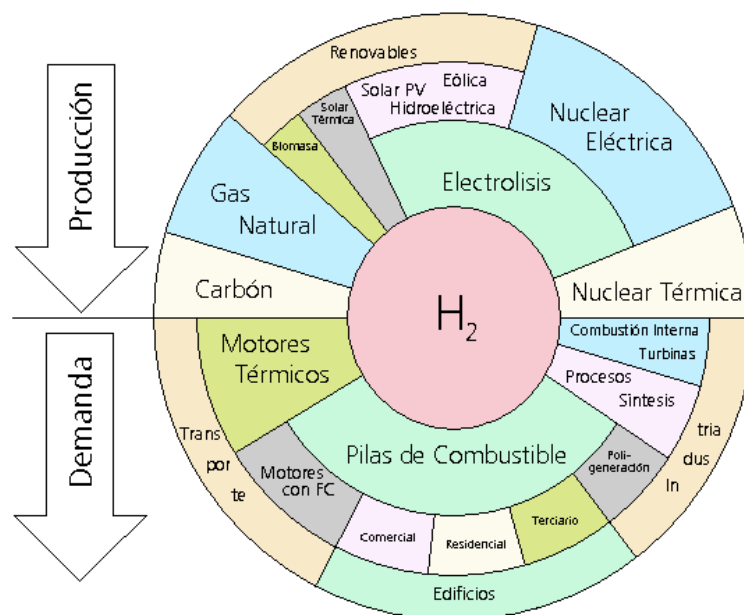 Producción
Renovables
Solar
Térmica
Biomasa
Solar PV
Eólica
Hidroeléctrica
Nuclear
Eléctrica
Electrolisis
Gas
Natural
Carbón
H2
Nuclear Térmica
Demanda
Motores
Térmicos
Combustión Interna
Turbinas
Procesos
Sintesis
Trans
por
te
Pilas de Combustible
Motores
con FC
Poli-
generación
tria
dus
In
Comercial
Residencial
Terciario
Edificios